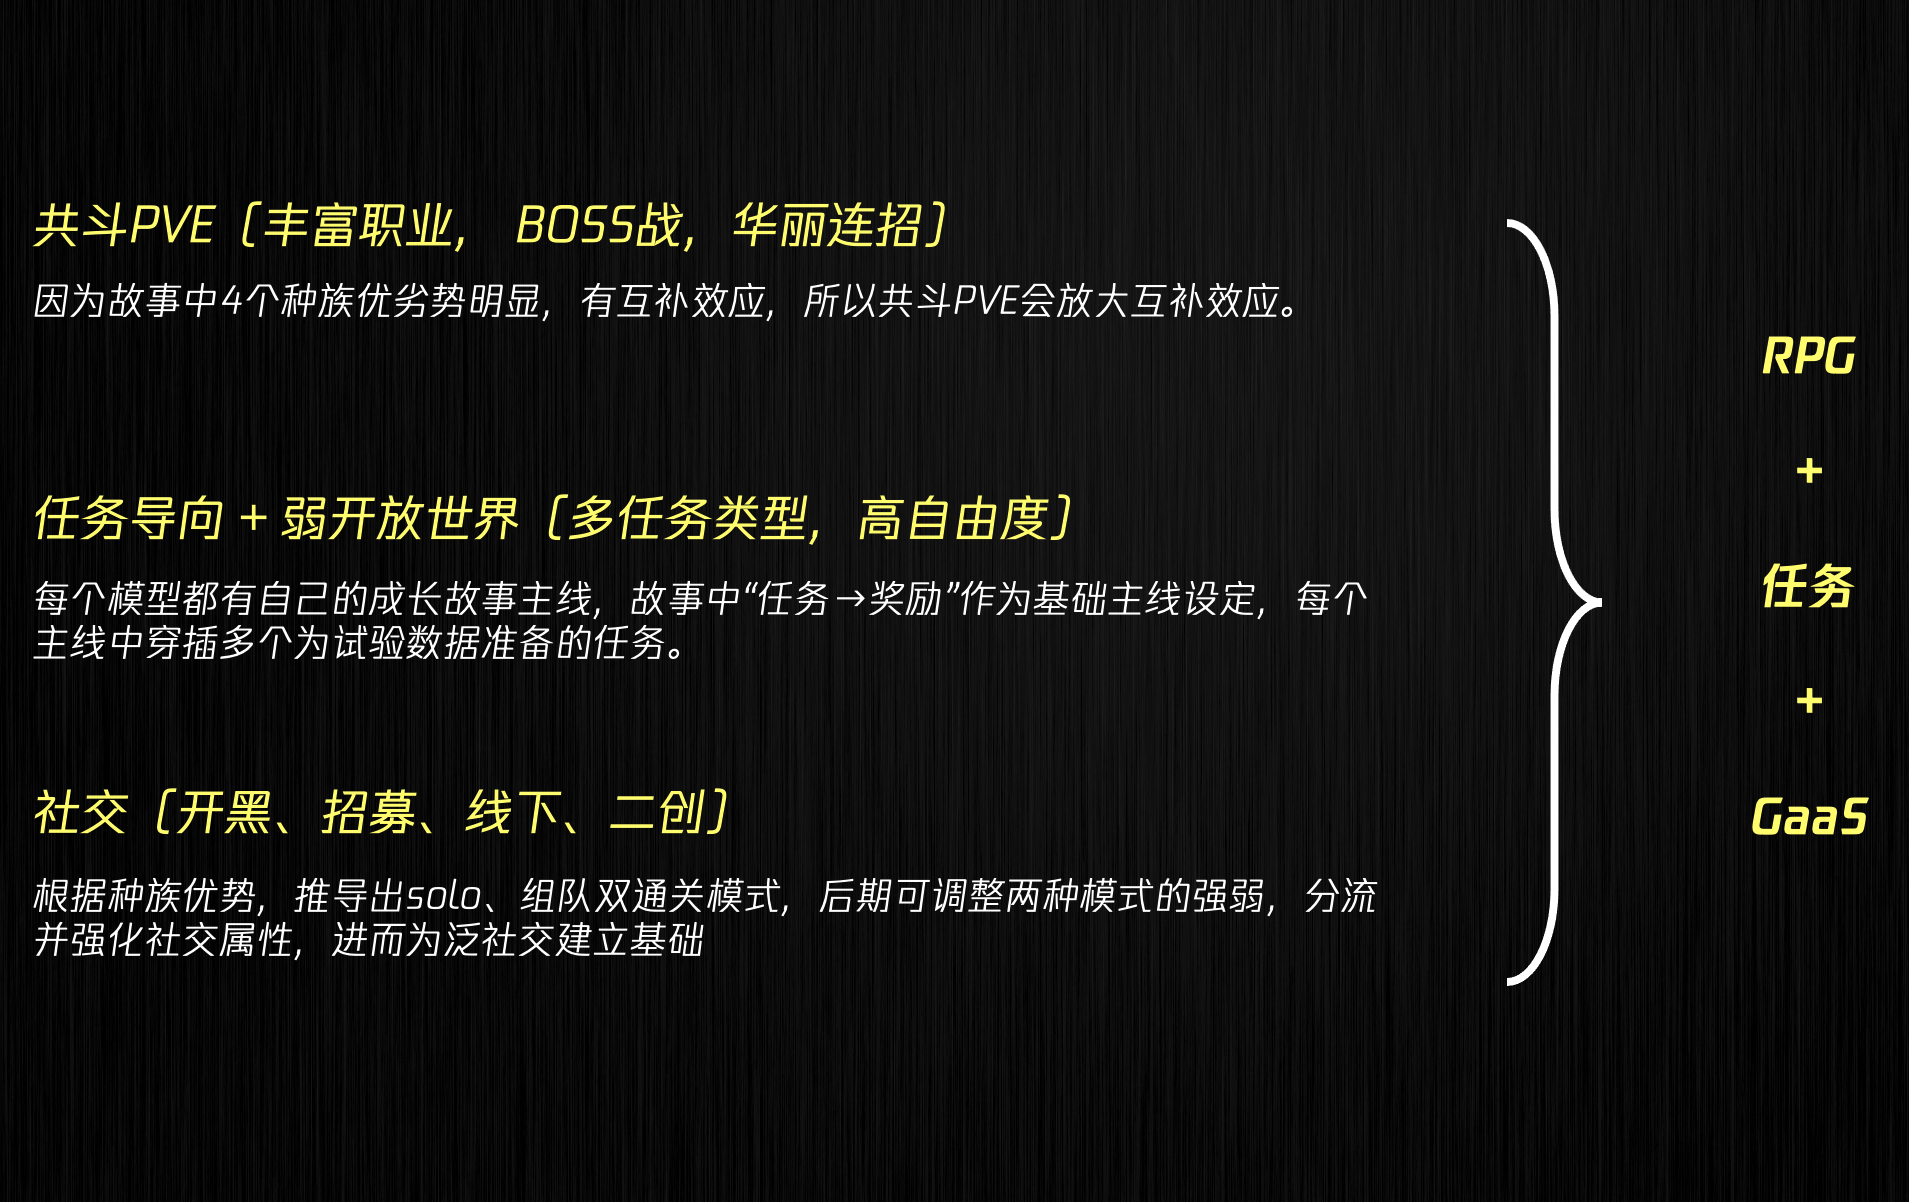 共斗PVE（丰富职业， BOSS战，华丽连招）
因为故事中4个种族优劣势明显，有互补效应，所以共斗PVE会放大互补效应。
任务导向 + 弱开放世界（多任务类型，高自由度）
每个模型都有自己的成长故事主线，故事中“任务→奖励”作为基础主线设定，每个
主线中穿插多个为试验数据准备的任务。
社交（开黑、招募、线下、二创）
根据种族优势，推导出solo、组队双通关模式，后期可调整两种模式的强弱，分流
并强化社交属性，进而为泛社交建立基础
RPG
+
任务
+
GaaS